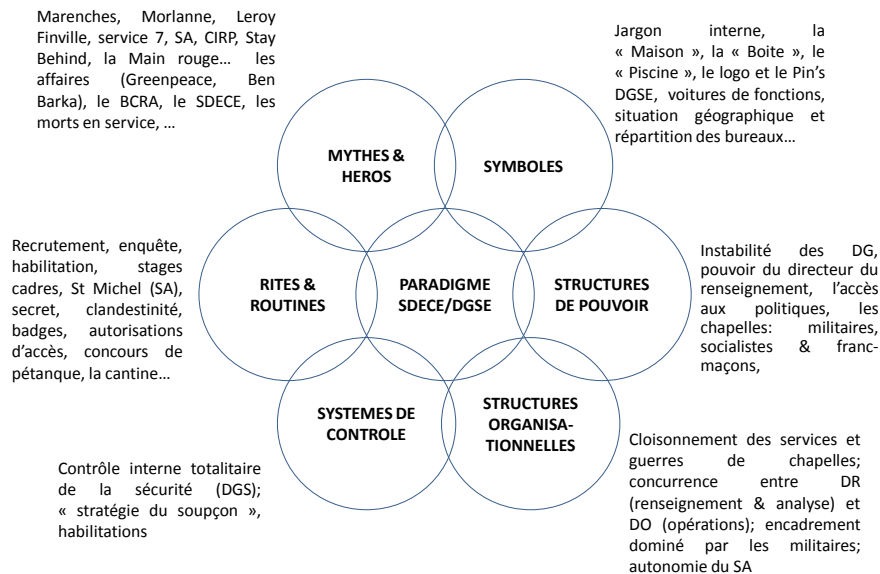 Marenches, Morlanne, Leroy
Finville, service 7, SA, CIRP, Stay
Behind, la Main rouge… les
affaires (Greenpeace, Ben
Barka), le BCRA, le SDECE, les
morts en service, …
Jargon interne, la
« Maison », la « Boite », le
« Piscine », le logo et le Pin’s
DGSE, voitures de fonctions,
situation géographique et
répartition des bureaux…
MYTHES &
HEROS
SYMBOLES
Recrutement, enquête,
habilitation, stages
cadres, St Michel (SA),
secret, clandestinité,
badges, autorisations
d’accès, concours de
pétanque, la cantine…
RITES &
ROUTINES
PARADIGME
SDECE/DGSE
STRUCTURES
DE POUVOIR
Instabilité des DG,
pouvoir du directeur du
renseignement, l’accès
aux politiques, les
chapelles: militaires,
socialistes & franc-
maçons,
SYSTEMES DE
CONTROLE
STRUCTURES
ORGANISA-
TIONNELLES
Contrôle interne totalitaire
de la sécurité (DGS);
« stratégie du soupçon »,
habilitations
Cloisonnement des services et
guerres de chapelles;
concurrence entre DR
(renseignement & analyse) et
DO (opérations); encadrement
dominé par les militaires;
autonomie du SA